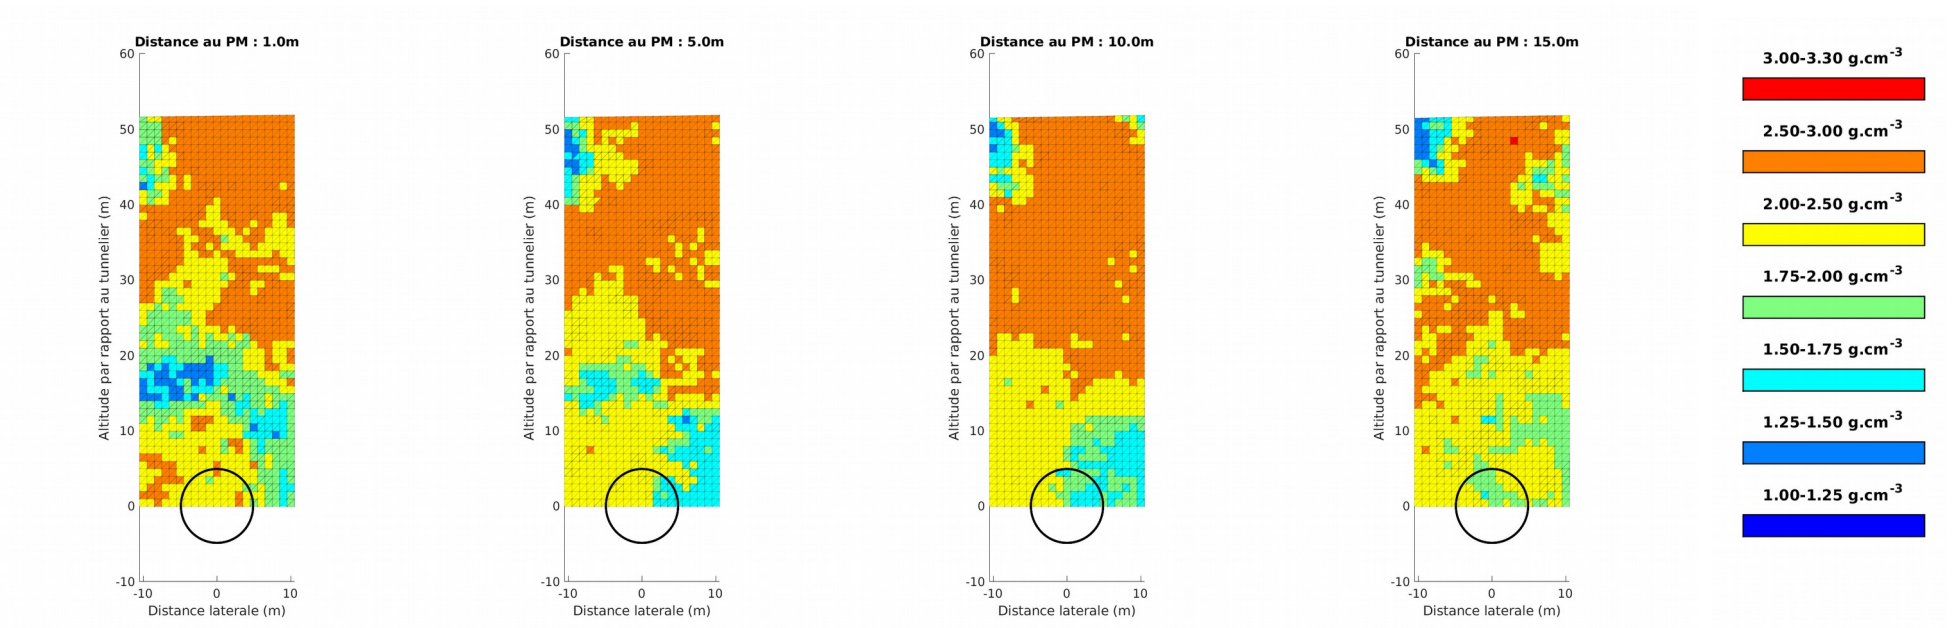 Distance au PM : 1.0m
60
50
40
30
20
10
0
-10
-10 0 10
Altitude par rapport au tunnelier (m)
Distance laterale (m)
Distance au PM : 5.0m
60
50
40
30
20
10
0
-10
-10 0 10
Altitude par rapport au tunnelier (m)
Distance laterale (m)
Distance au PM : 10.0m
60
50
40
30
20
10
0
-10
-10 0 10
Altitude par rapport au tunnelier (m)
Distance laterale (m)
Distance au PM : 15.0m
60
50
40
30
20
10
0
-10
-10 0 10
Altitude par rapport au tunnelier (m)
Distance laterale (m)
3.00-3.30 g.cm-3
2.50-3.00 g.cm-3
2.00-2.50 g.cm-3
1.75-2.00 g.cm-3
1.50-1.75 g.cm-3
1.25-1.50 g.cm-3
1.00-1.25 g.cm-3